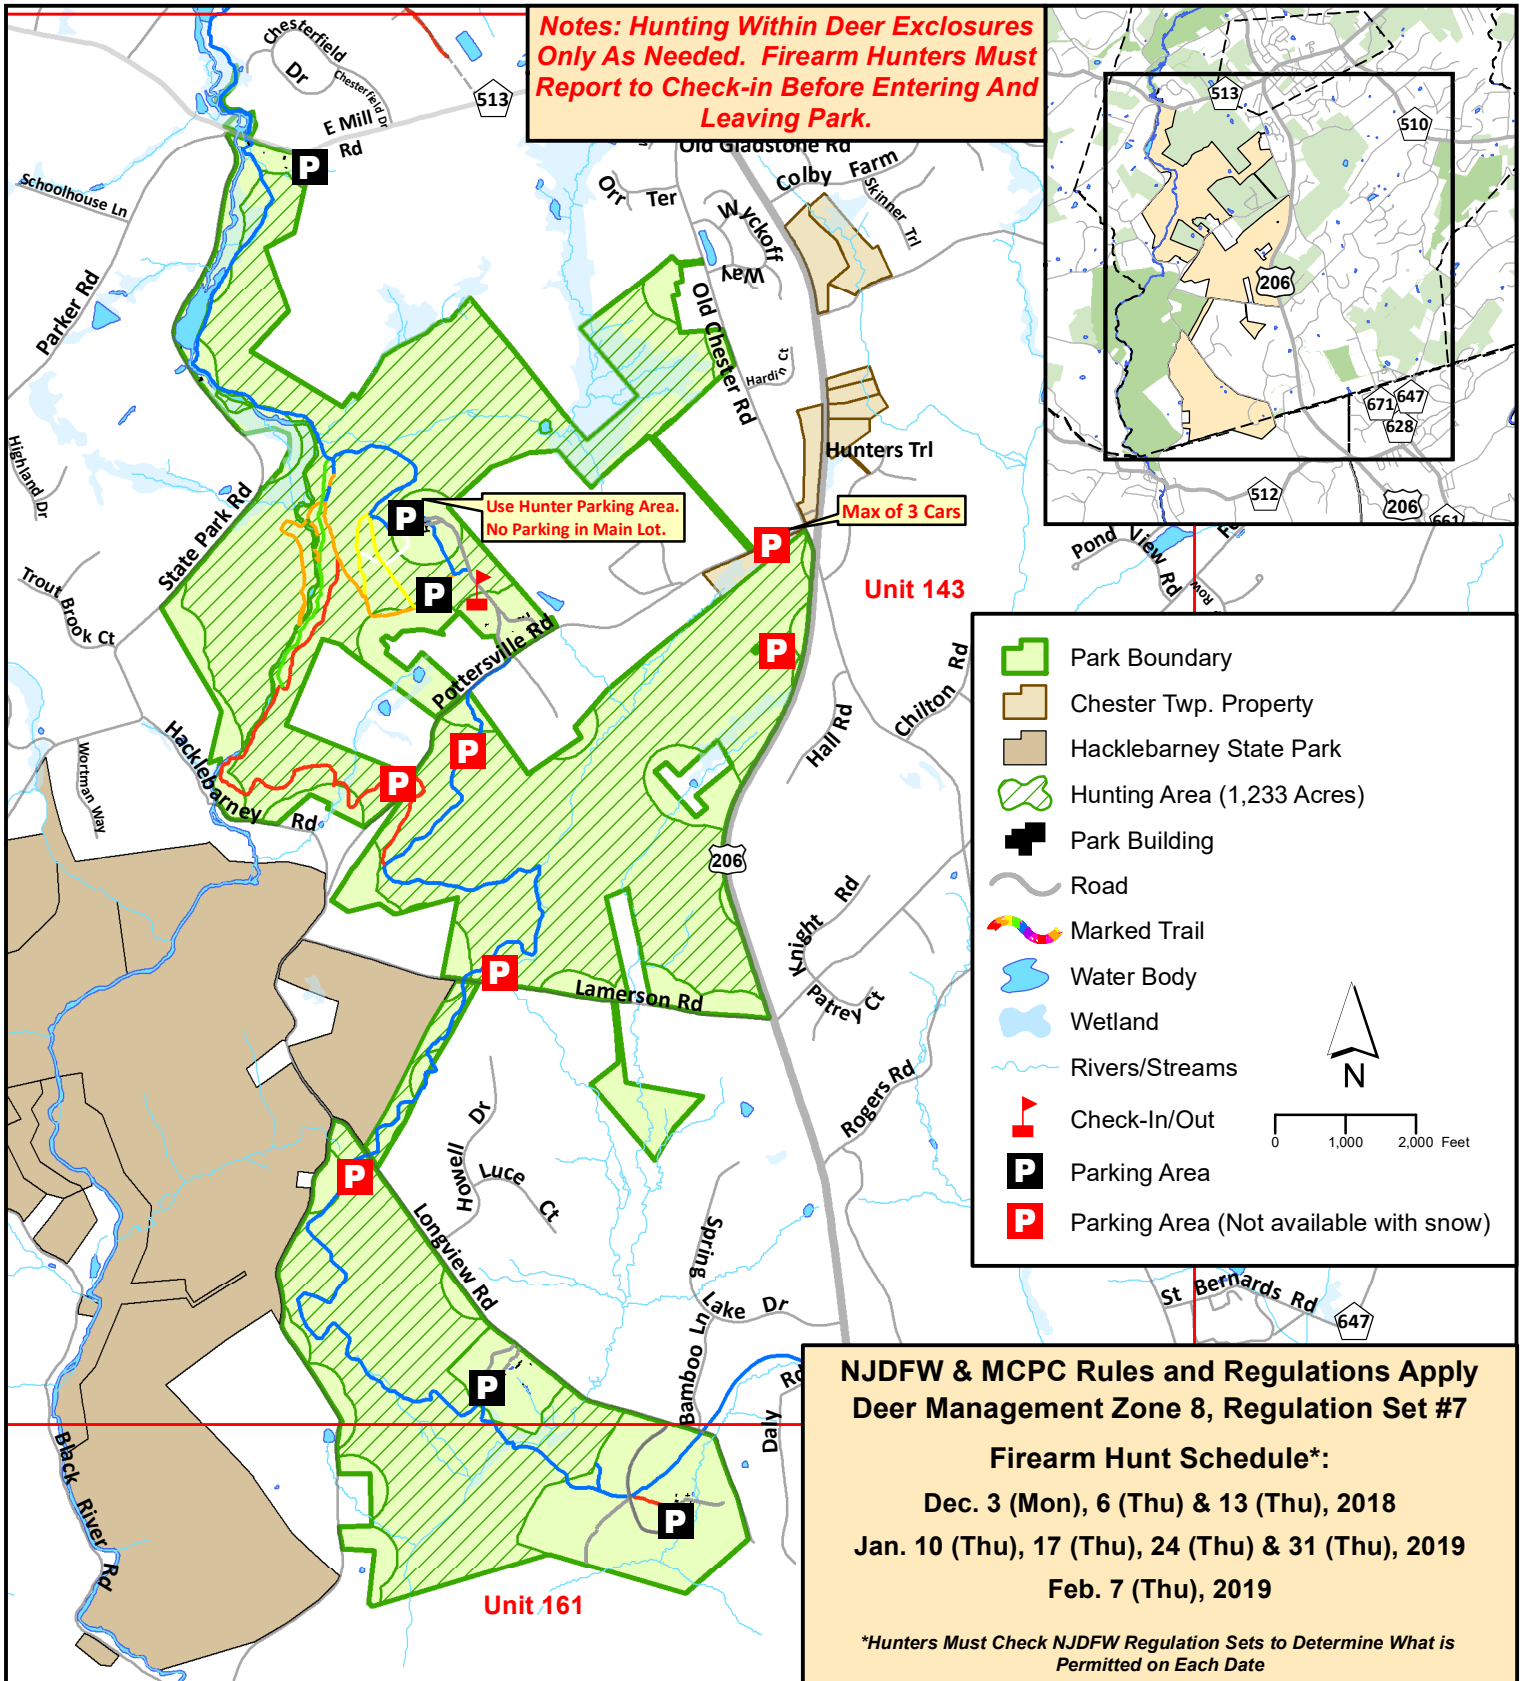 Notes: Hunting Within Deer Exclosures
Only As Needed.  Firearm Hunters Must
Report to Check-in Before Entering And
Leaving Park.
Chesterfield
Dr
Chesterfield Dr
513
E Mill
Rd
P
Schoolhouse Ln
Parker Rd
Old Gladstone Rd
Colby Farm
Orr Ter
Wyckoff
Way
Skinner Trl
Old Chester Rd
Hardin Ct
Hunters Trl
513
510
206
671
647
628
512
206
661
Highland Dr
State Park Rd
Trout Brook Ct
P
Use Hunter Parking Area.
No Parking in Main Lot.
P
Max of 3 Cars
P
Unit 143
P
Pond View Rd
Row
Pottersville Rd
P
P
Hacklebarney Rd
Wortman Way
Hall Rd
Chilton Rd
206
Knight Rd
Patrey Ct
P
Lamerson Rd
Rogers Rd
Howell Dr
Luce Ct
P
Longview Rd
Spring
Lake Dr
Bamboo Ln
P
Daly
Rd
P
Black River Rd
Unit 161
Park Boundary
Chester Twp. Property
Hacklebarney State Park
Hunting Area (1,233 Acres)
Park Building
Road
Marked Trail
Water Body
Wetland
Rivers/Streams
Check-In/Out
P Parking Area
P Parking Area (Not available with snow)
N
0 1,000 2,000 Feet
St Bernards Rd
647
NJDFW & MCPC Rules and Regulations Apply
Deer Management Zone 8, Regulation Set #7
Firearm Hunt Schedule*:
Dec. 3 (Mon), 6 (Thu) & 13 (Thu), 2018
Jan. 10 (Thu), 17 (Thu), 24 (Thu) & 31 (Thu), 2019
Feb. 7 (Thu), 2019
*Hunters Must Check NJDFW Regulation Sets to Determine What is
Permitted on Each Date